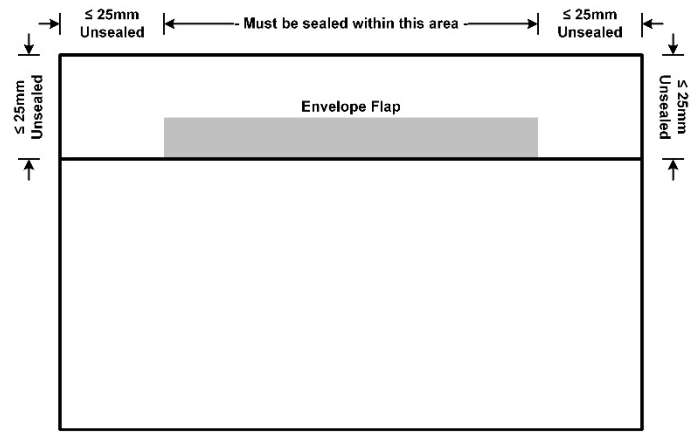 ≤ 25mm
Unsealed
- Must be sealed within this area -
≤ 25mm
Unsealed
≤ 25mm
Unsealed
Envelope Flap
≤ 25mm
Unsealed